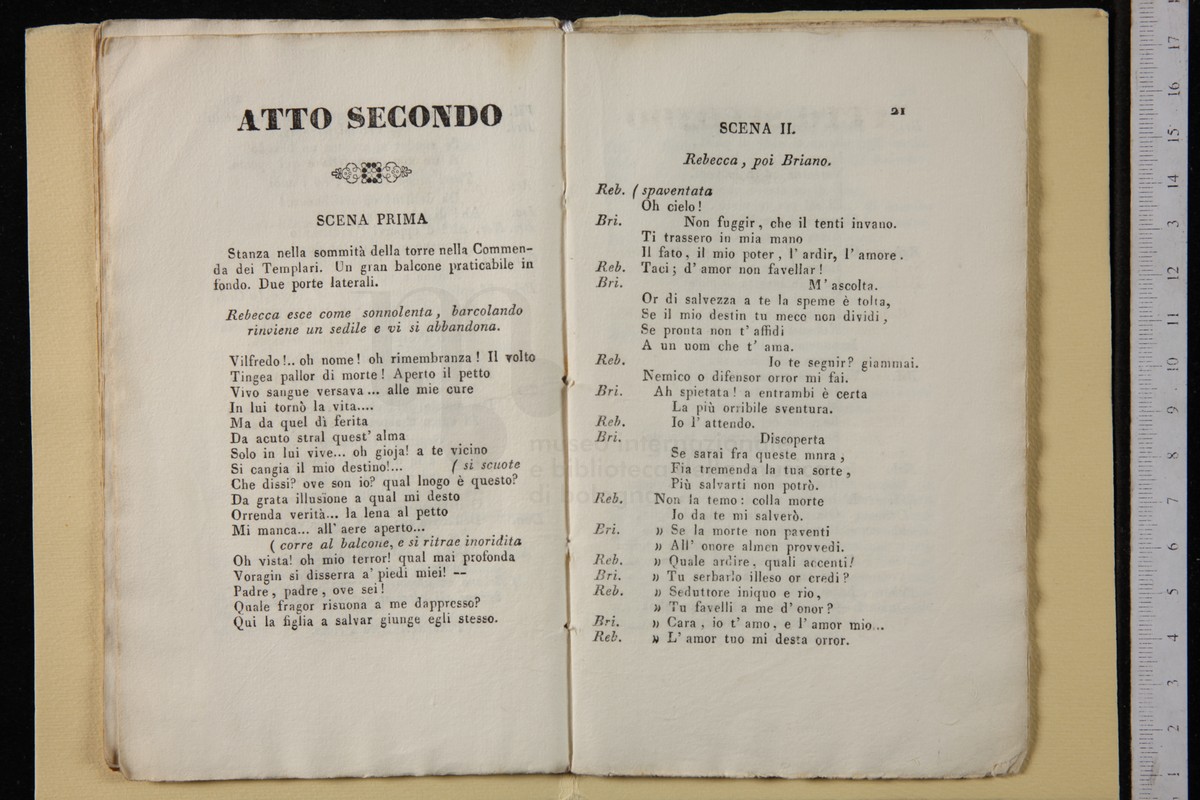 ATTO SECONDO
SCENA PRIMA
Stanza nella sommità della torre nella Commen-
da dei Templari. Un gran balcone praticabile in
fondo. Due porte laterali.
Rebecca esce come sonnolenta, barcolando
rinviene un sedile e vi si abbandona.
Vilfredo!.. oh nome! oh rimembranza! Il volto
Tingea pallor di morte! Aperto il petto
Vivo sangue versava... alle mie cure
In lui tornò la vita....
Ma da quel dì ferita
Da acuto stral quest' alma
Solo in lui vive... oh gioja! a te vicino
Si cangia il mio destino!... ( si scuote
Che dissi? ove son io? qual lnogo è questo?
Da grata illusione a qual mi desto
Orrenda verità... la lena al petto
Mi manca... all' aere aperto...
( corre al balcone, e si ritrae inoridita
Oh vista! oh mio terror! qual mai profonda
Voragin si disserra a' piedi miei! —
Padre, padre, ove sei!
Quale fragor risuona a me dappresso?
Qui la figlia a salvar giunge egli stesso.
21
SCENA II.
Rebecca, poi Briano.
Reb. ( spaventata
Oh cielo!
Bri. Non fuggir, che il tenti invano.
Ti trassero in mia mano
Il fato, il mio poter, l' ardir, l' amore.
Reb. Taci; d' amor non favellar!
Bri. M' ascolta.
Or di salvezza a te la speme è tolta,
Se il mio destin tu meco non dividi,
Se pronta non t' affidi
A un uom che t' ama.
Reb. Io te seguir? giammai.
Nemico o difensor orror mi fai.
Bri. Ah spietata! a entrambi è certa
La più orribile sventura.
Reb. Io l' attendo.
Bri. Discoperta
Se sarai fra queste mnra,
Fia tremenda la tua sorte,
Più salvarti non potrò.
Reb. Non la temo: colla morte
Io da te mi salverò.
Bri. » Se la morte non paventi
» All' onore almen provvedi.
Reb. » Quale ardire, quali accenti!
Bri. » Tu serbarlo illeso or credi?
Reb. » Seduttore iniquo e rio,
» Tu favelli a me d' onor?
Bri. » Cara, io t' amo, e l' amor mio...
Reb. » L' amor tuo mi desta orror.